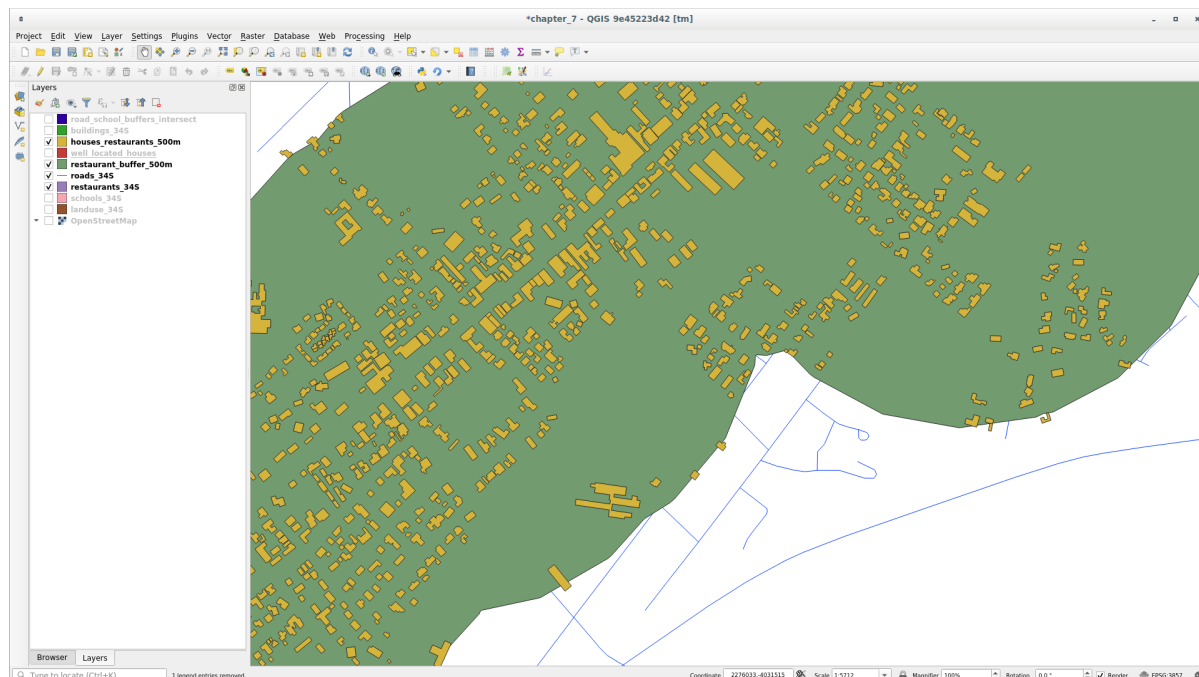 *chapter_7 - QGIS 9e45223d42 [tm]
Project Edit View Layer Settings Plugins Vector Raster Database Web Processing Help
Layers
road_school_buffers_intersect
buildings_34S
houses_restaurants_500m
well_located_houses
restaurant_buffer_500m
roads_34S
restaurants_34S
schools_34S
landuse_34S
OpenStreetMap
Browser Layers
Type to locate (Ctrl+K) 1 legend entries removed. Coordinate 2276033,-4031515 Scale 1:5712 Magnifier 100% Rotation 0.0 ° Render EPSG:3857